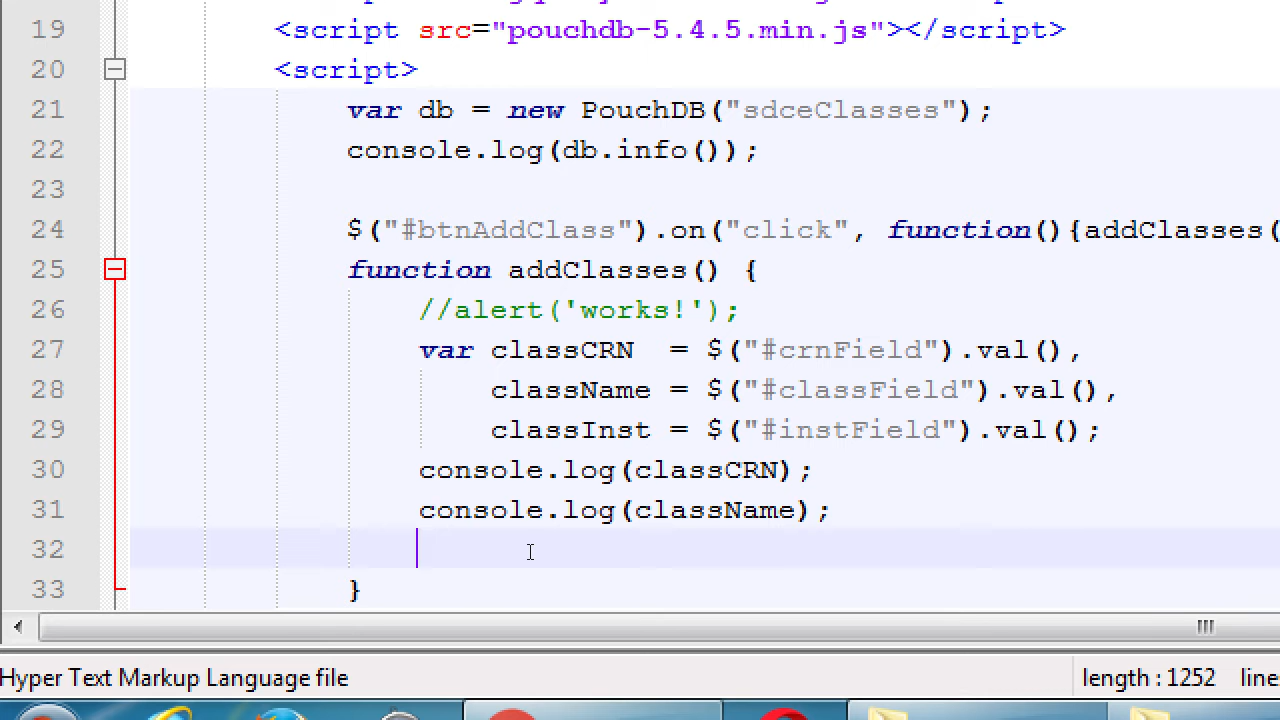 19 <script src="pouchdb-5.4.5.min.js"></script>
20 <script>
21 var db = new PouchDB("sdceClasses");
22 console.log(db.info());
23
24 $("#btnAddClass").on("click", function(){addClasses(
25 function addClasses() {
26 //alert('works!');
27 var classCRN  = $("#crnField").val(),
28 className = $("#classField").val(),
29 classInst = $("#instField").val();
30 console.log(classCRN);
31 console.log(className);
32
33 }
Hyper Text Markup Language file length : 1252 line